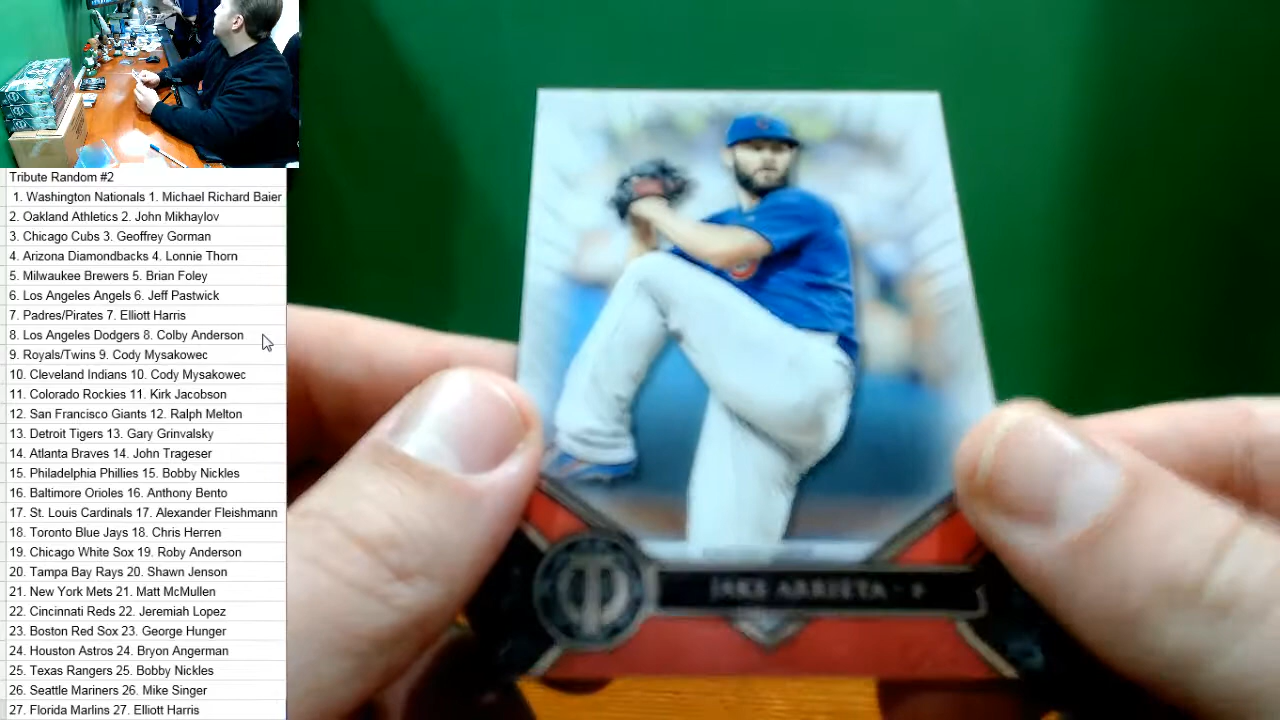 Tribute Random #2
1. Washington Nationals 1. Michael Richard Baier
2. Oakland Athletics 2. John Mikhaylov
3. Chicago Cubs 3. Geoffrey Gorman
4. Arizona Diamondbacks 4. Lonnie Thorn
5. Milwaukee Brewers 5. Brian Foley
6. Los Angeles Angels 6. Jeff Pastwick
7. Padres/Pirates 7. Elliott Harris
8. Los Angeles Dodgers 8. Colby Anderson
9. Royals/Twins 9. Cody Mysakowec
10. Cleveland Indians 10. Cody Mysakowec
11. Colorado Rockies 11. Kirk Jacobson
12. San Francisco Giants 12. Ralph Melton
13. Detroit Tigers 13. Gary Grinvalsky
14. Atlanta Braves 14. John Trageser
15. Philadelphia Phillies 15. Bobby Nickles
16. Baltimore Orioles 16. Anthony Bento
17. St. Louis Cardinals 17. Alexander Fleishmann
18. Toronto Blue Jays 18. Chris Herren
19. Chicago White Sox 19. Roby Anderson
20. Tampa Bay Rays 20. Shawn Jenson
21. New York Mets 21. Matt McMullen
22. Cincinnati Reds 22. Jeremiah Lopez
23. Boston Red Sox 23. George Hunger
24. Houston Astros 24. Bryon Angerman
25. Texas Rangers 25. Bobby Nickles
26. Seattle Mariners 26. Mike Singer
27. Florida Marlins 27. Elliott Harris
JAKE ARRIETA - P